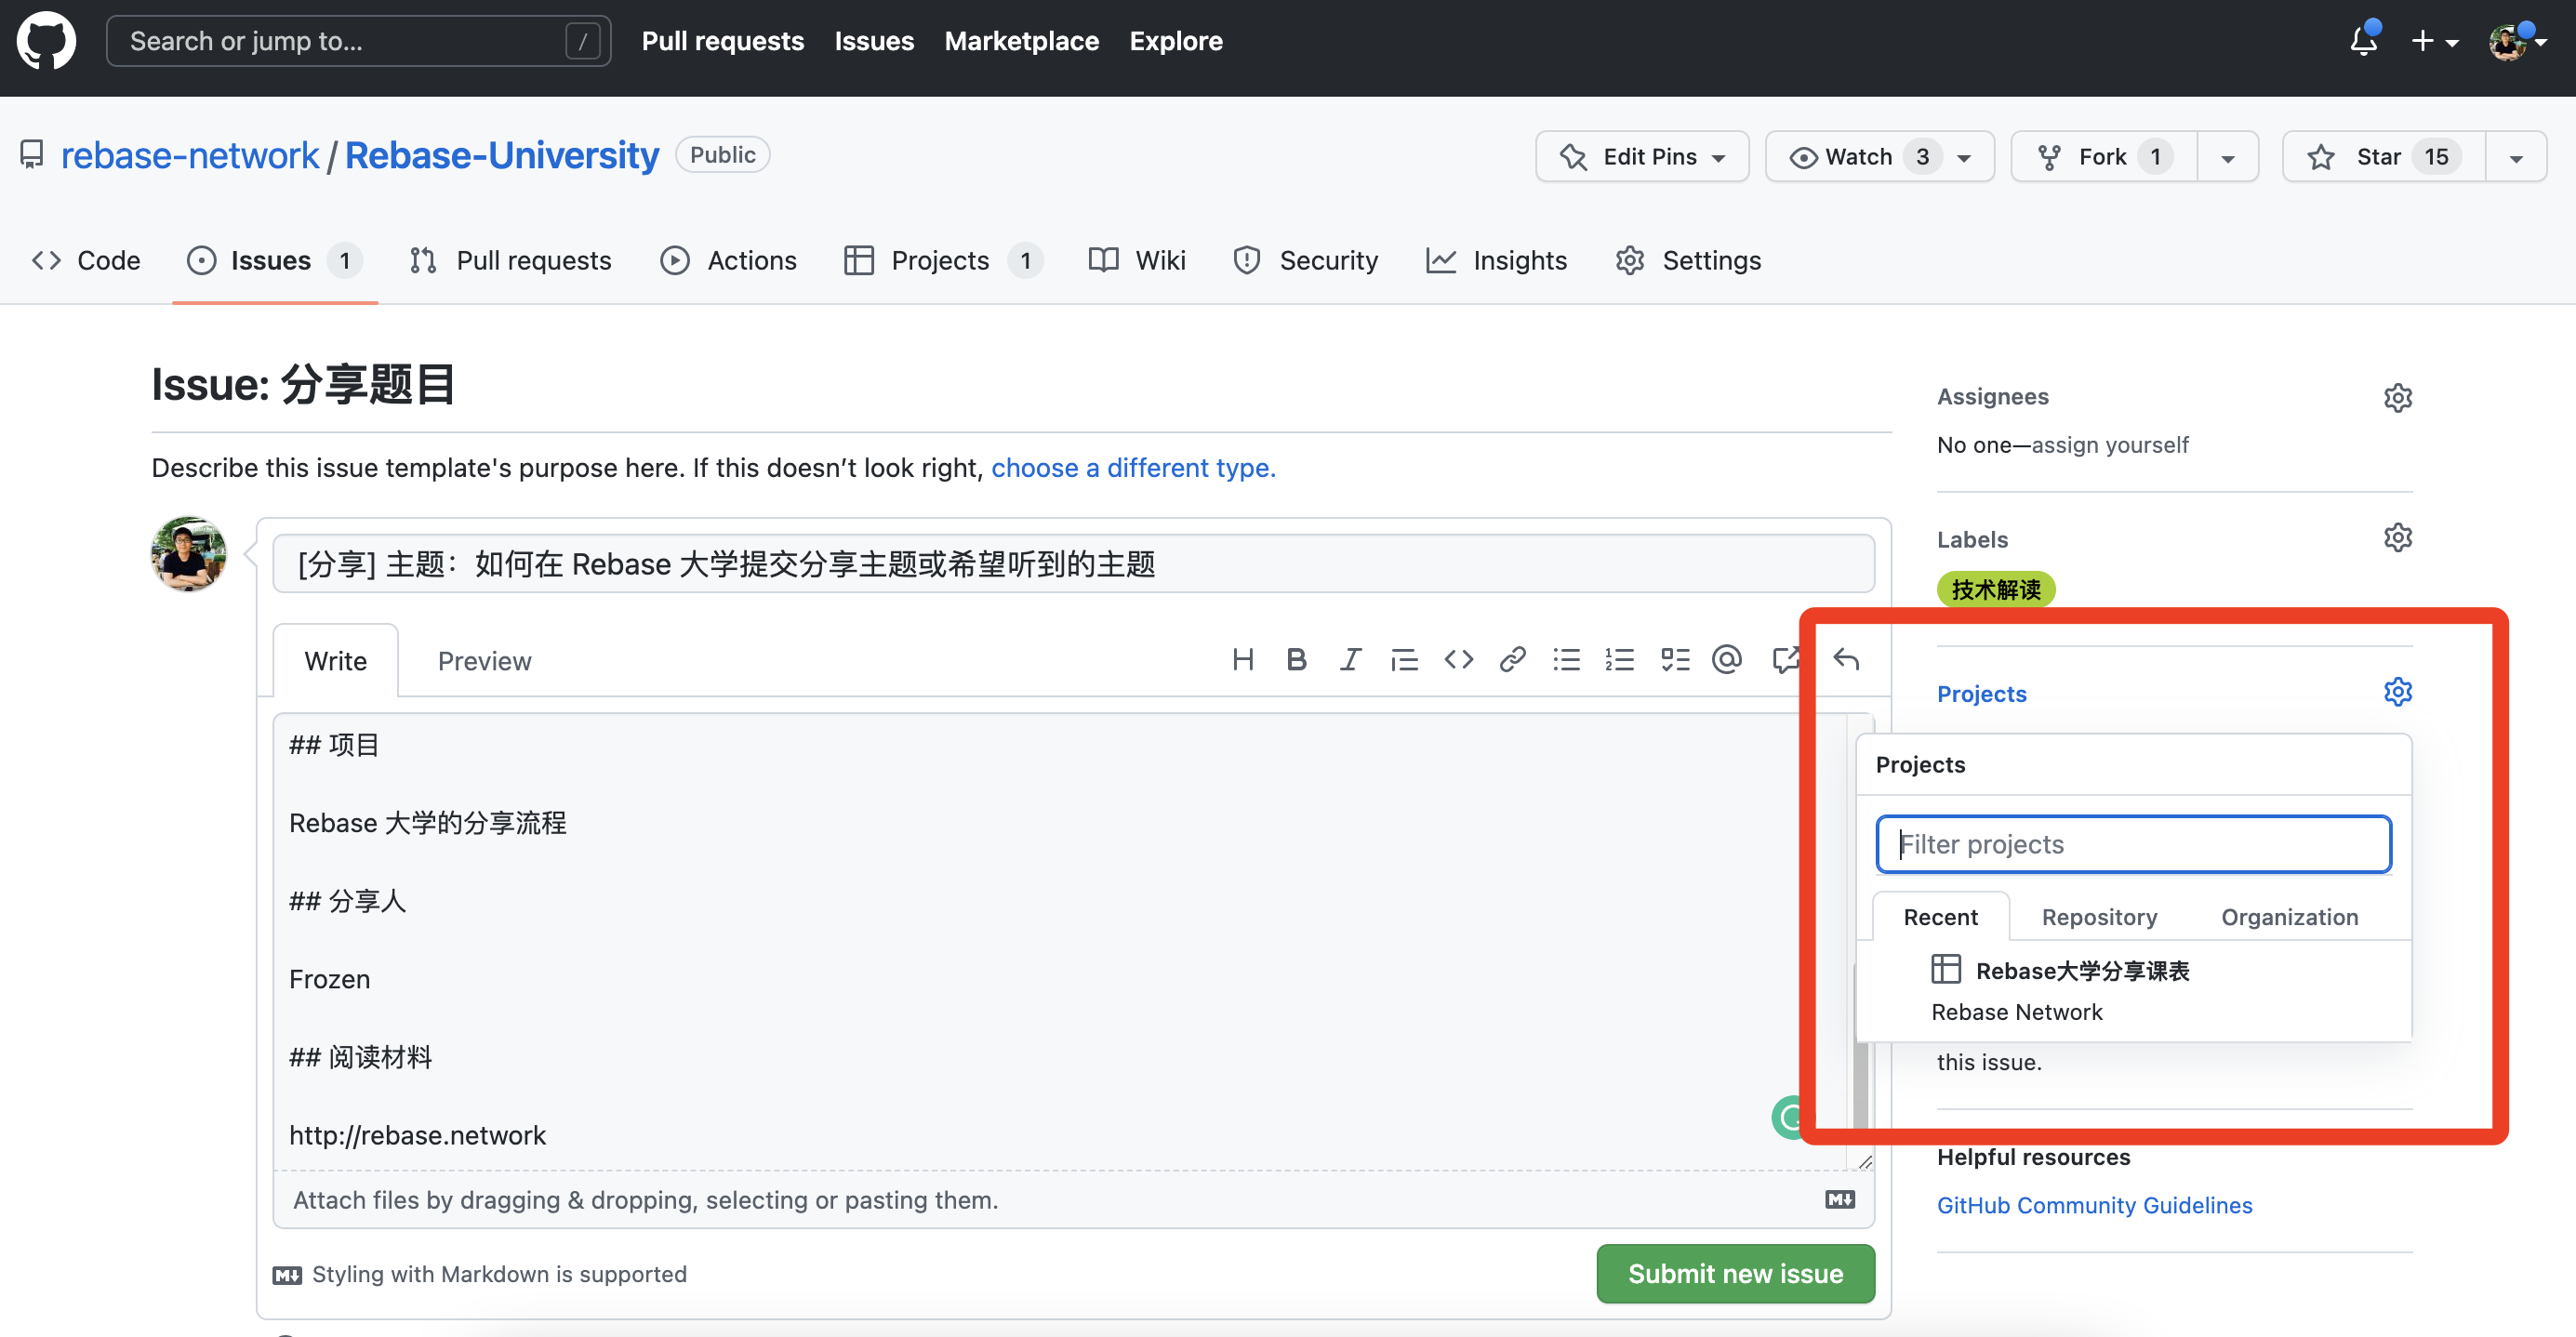 Search or jump to... /
Pull requests Issues Marketplace Explore
rebase-network / Rebase-University Public
Edit Pins Watch 3 Fork 1 Star 15
Code Issues 1 Pull requests Actions Projects 1 Wiki Security Insights Settings
Issue: 分享题目
Describe this issue template's purpose here. If this doesn’t look right, choose a different type.
[分享] 主题：如何在 Rebase 大学提交分享主题或希望听到的主题
Write Preview
## 项目
Rebase 大学的分享流程
## 分享人
Frozen
## 阅读材料
http://rebase.network
Attach files by dragging & dropping, selecting or pasting them.
Styling with Markdown is supported
Submit new issue
Assignees
No one—assign yourself
Labels
技术解读
Projects
Projects
Filter projects
Recent Repository Organization
Rebase大学分享课表
Rebase Network
this issue.
Helpful resources
GitHub Community Guidelines